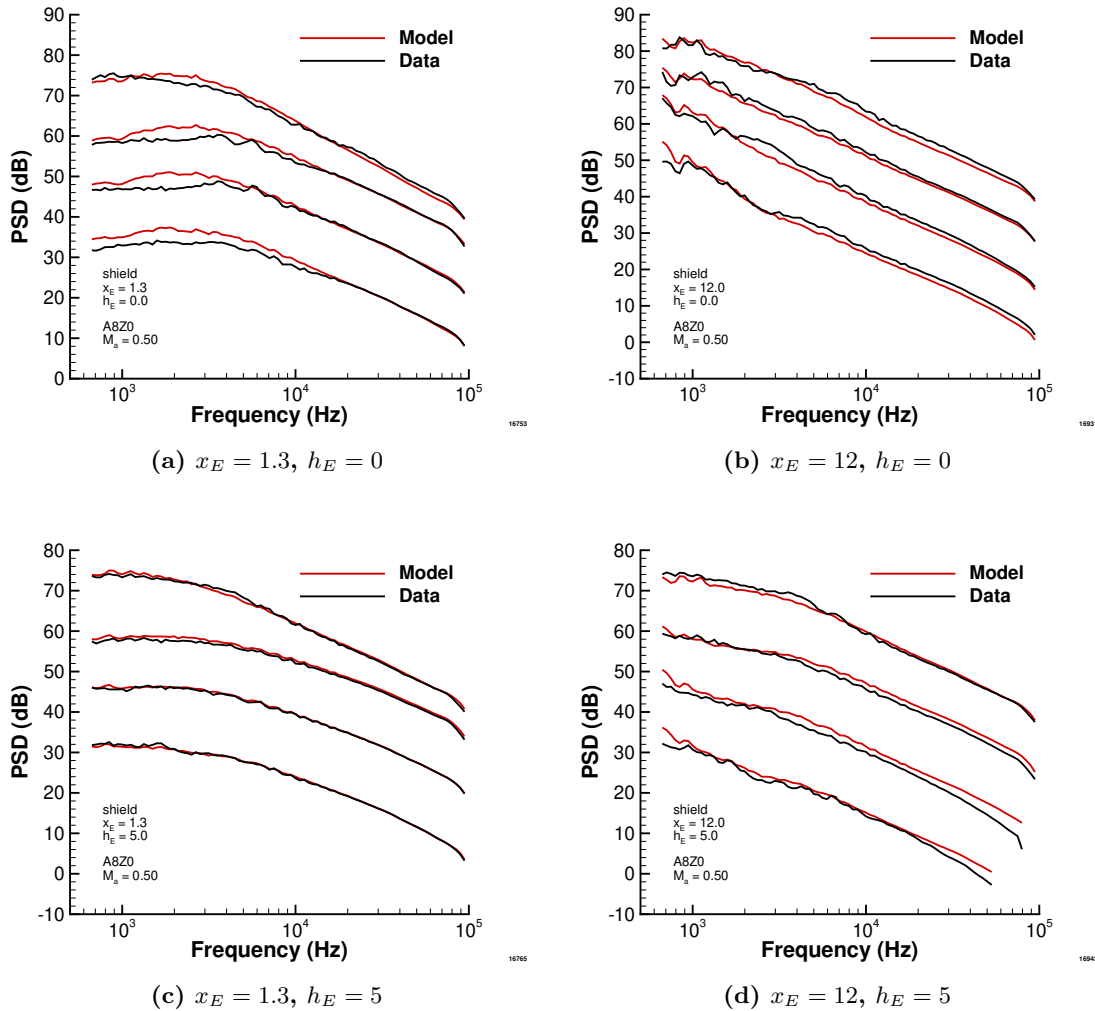 PSD (dB)
90
80
70
60
50
40
30
20
10
0
Model
Data
shield
x_E = 1.3
h_E = 0.0
A8Z0
M_a = 0.50
10^3
10^4
10^5
Frequency (Hz)
16753
(a) x_E = 1.3, h_E = 0
PSD (dB)
80
70
60
50
40
30
20
10
0
-10
Model
Data
shield
x_E = 12.0
h_E = 0.0
A8Z0
M_a = 0.50
10^3
10^4
10^5
Frequency (Hz)
(b) x_E = 12, h_E = 0
PSD (dB)
80
70
60
50
40
30
20
10
0
-10
Model
Data
shield
x_E = 1.3
h_E = 5.0
A8Z0
M_a = 0.50
10^3
10^4
10^5
Frequency (Hz)
16765
(c) x_E = 1.3, h_E = 5
PSD (dB)
80
70
60
50
40
30
20
10
0
-10
Model
Data
shield
x_E = 12.0
h_E = 5.0
A8Z0
M_a = 0.50
10^3
10^4
10^5
Frequency (Hz)
(d) x_E = 12, h_E = 5